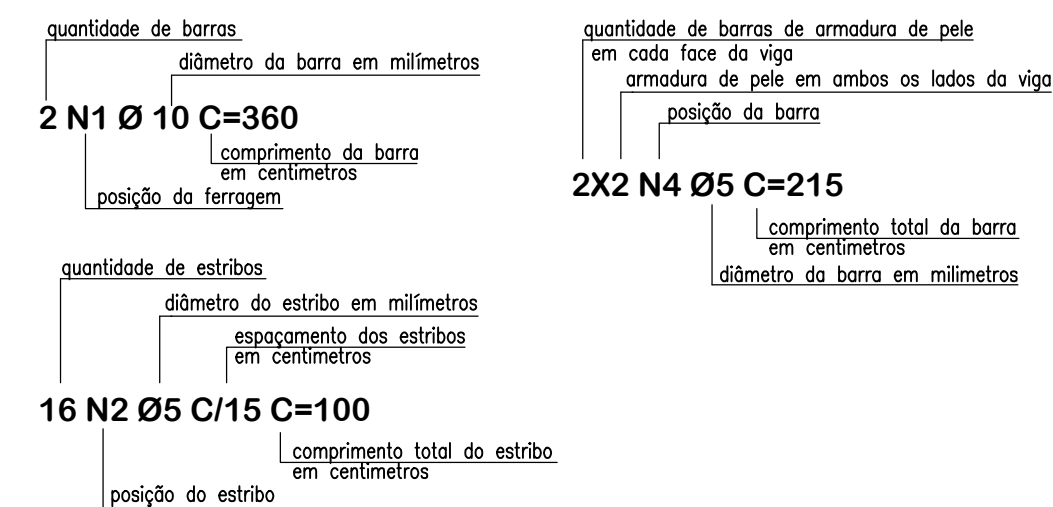 quantidade de barras
diâmetro da barra em milímetros
2 N1 Ø 10 C=360
comprimento da barra
em centimetros
posição da ferragem
quantidade de barras de armadura de pele
em cada face da viga
armadura de pele em ambos os lados da viga
posição da barra
2X2 N4 Ø5 C=215
comprimento total da barra
em centimetros
diâmetro da barra em milimetros
quantidade de estribos
diâmetro do estribo em milímetros
espaçamento dos estribos
em centimetros
16 N2 Ø5 C/15 C=100
comprimento total do estribo
em centimetros
posição do estribo